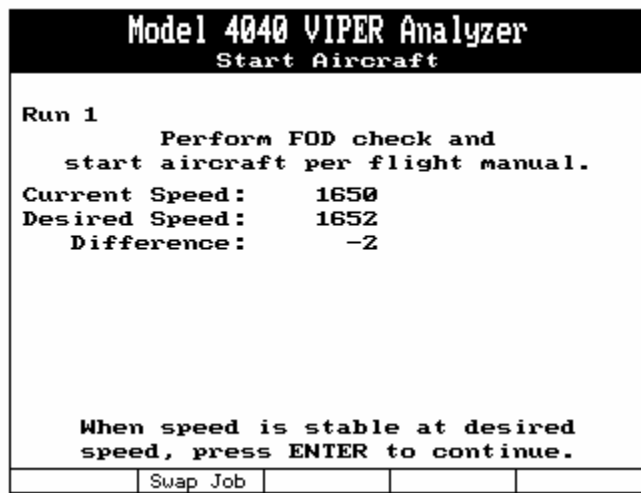 Model 4040 VIPER Analyzer
Start Aircraft
Run 1
Perform FOD check and
start aircraft per flight manual.
Current Speed: 1650
Desired Speed: 1652
Difference: -2
When speed is stable at desired
speed, press ENTER to continue.
Swap Job